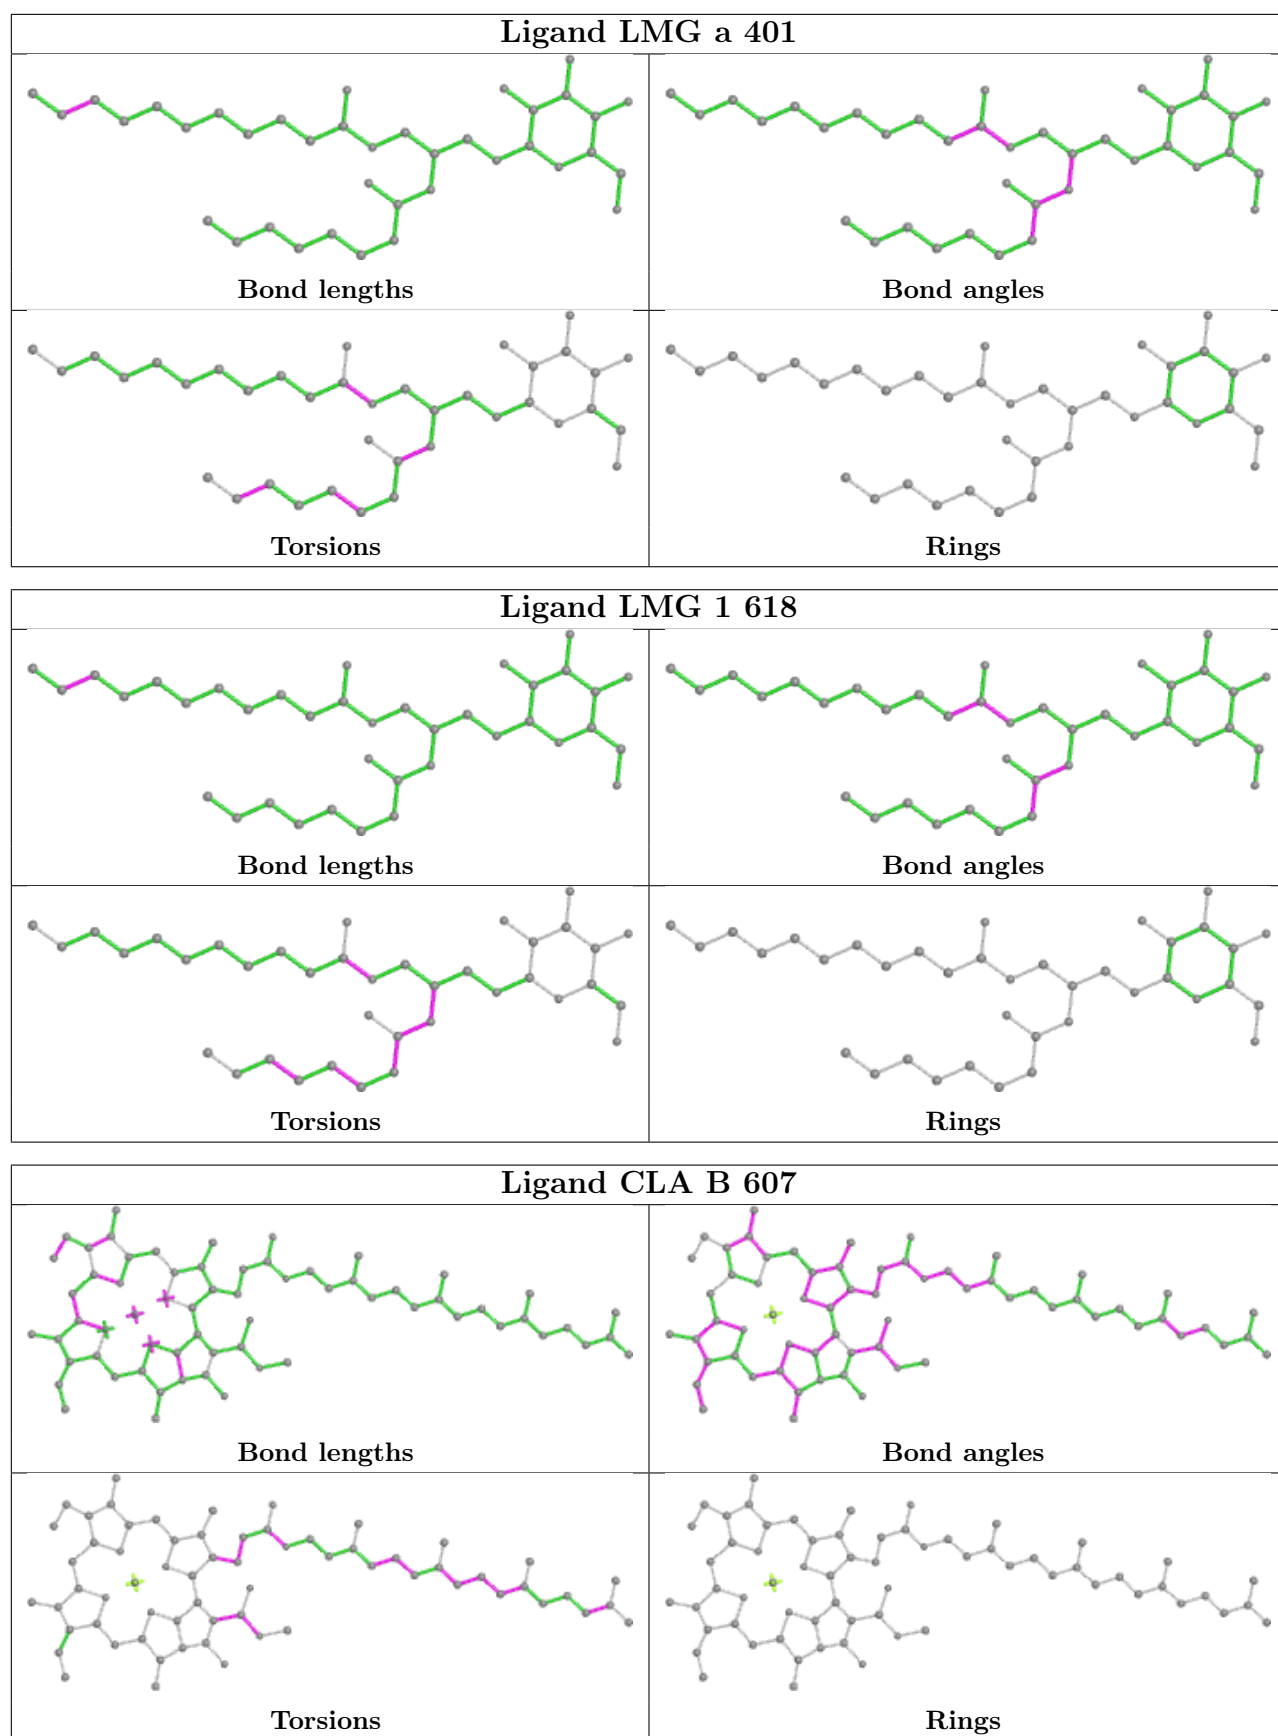 Ligand LMG a 401
Bond lengths
Bond angles
Torsions
Rings
Ligand LMG 1 618
Bond lengths
Bond angles
Torsions
Rings
Ligand CLA B 607
Bond lengths
Bond angles
Torsions
Rings